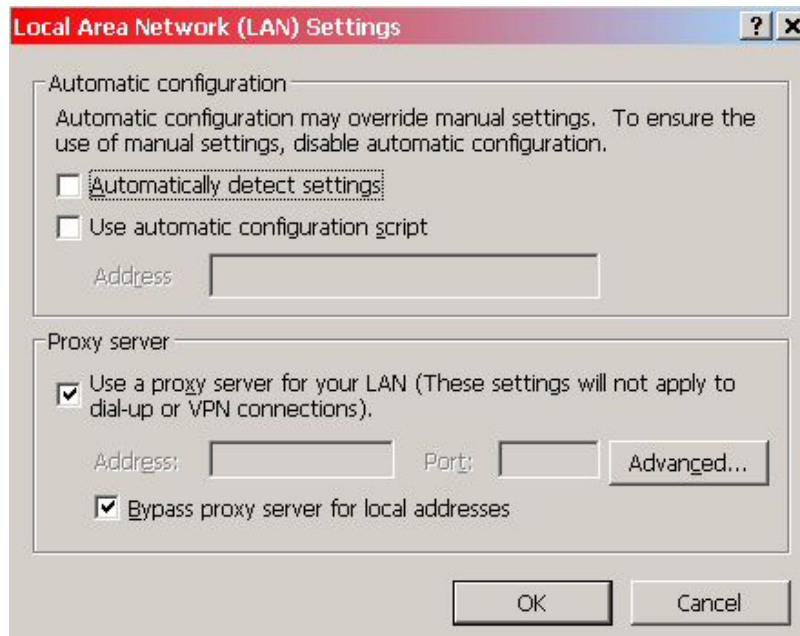 Local Area Network (LAN) Settings
Automatic configuration
Automatic configuration may override manual settings. To ensure the
use of manual settings, disable automatic configuration.
Automatically detect settings
Use automatic configuration script
Address
Proxy server
Use a proxy server for your LAN (These settings will not apply to
dial-up or VPN connections).
Address: Port: Advanced...
Bypass proxy server for local addresses
OK Cancel